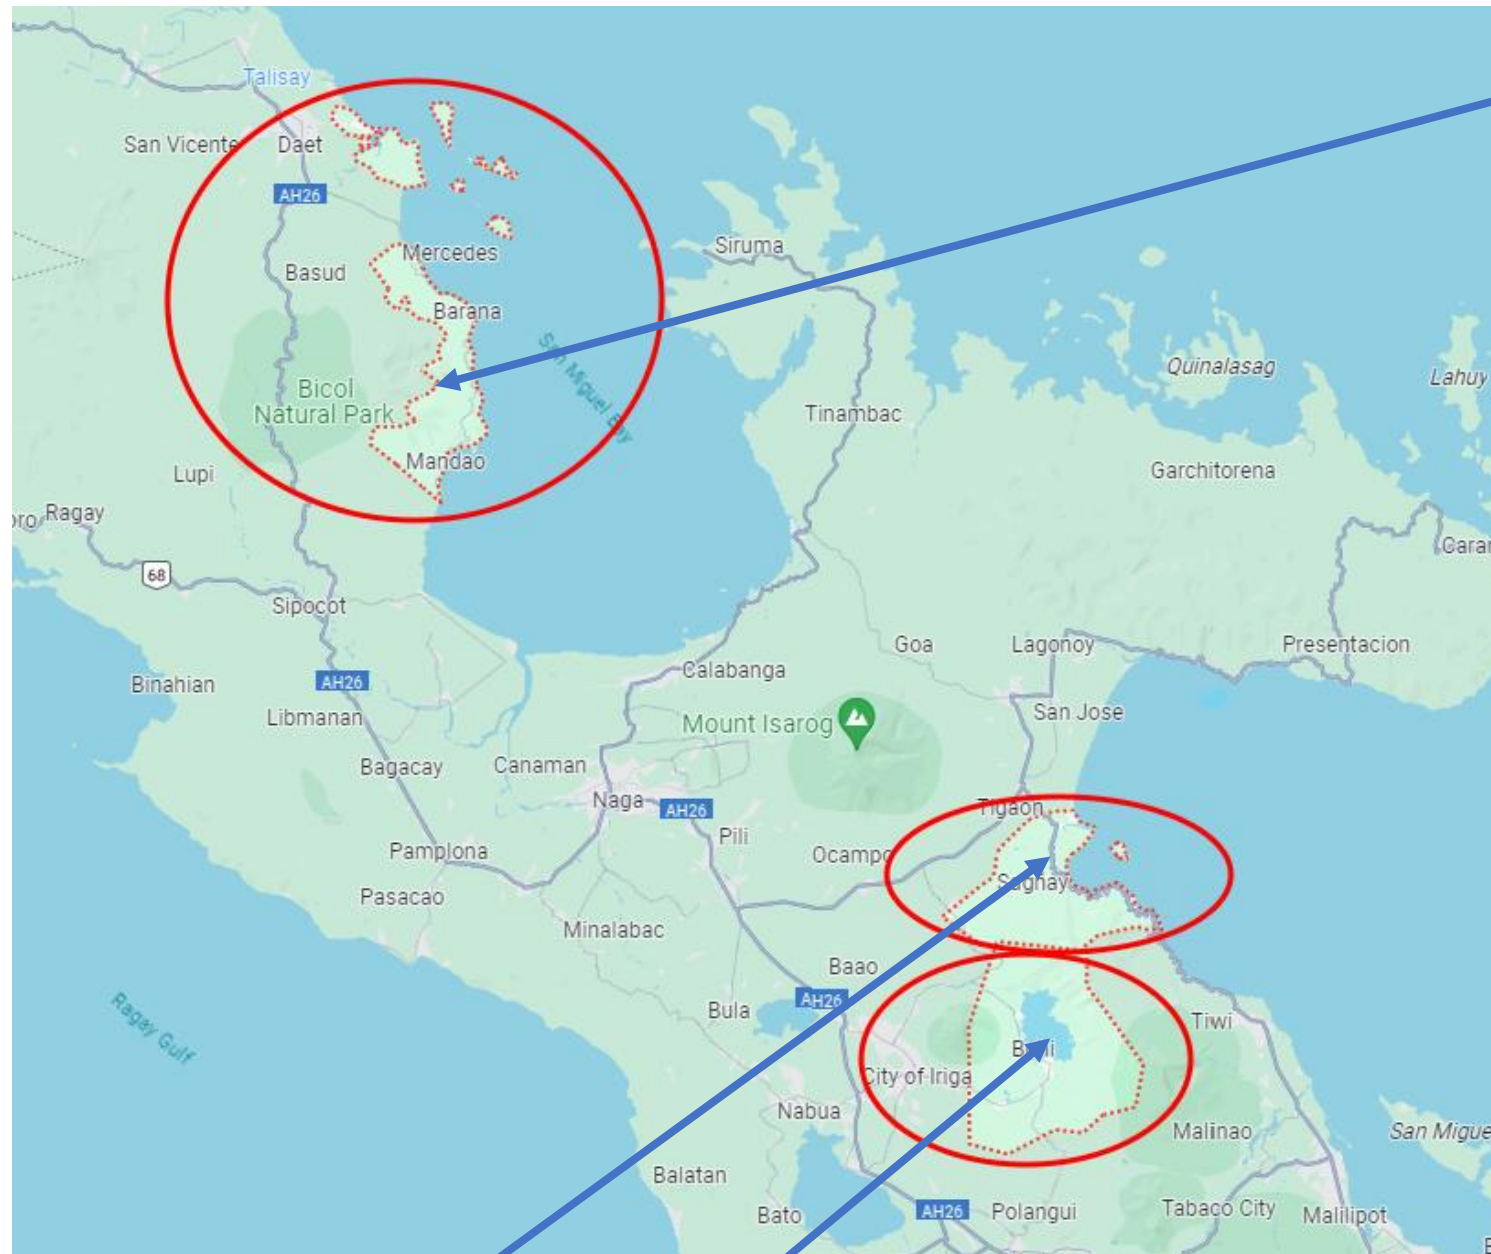 Talisay
San Vicente
Daet
AH26
Mercedes
Siruma
Basud
Barana
San Miguel Bay
Quinalasag
Lahuy
Bicol
Natural Park
Tinambac
Mandao
Garchitorena
Lupi
Ragay
68
Sipocot
Goa
Lagonoy
Presentacion
Calabanga
Binahian
AH26
Libmanan
Mount Isarog
San Jose
Bagacay
Canaman
Naga
AH26
Tigaon
Pili
Pamplona
Ocampo
Sagnay
Pasacao
Minalabac
Baao
AH26
Bula
Ragay Gulf
Tiwi
City of Iriga
Nabua
Malinao
San Migue
Balatan
Bato
AH26
Polangui
Tabaco City
Malilipot